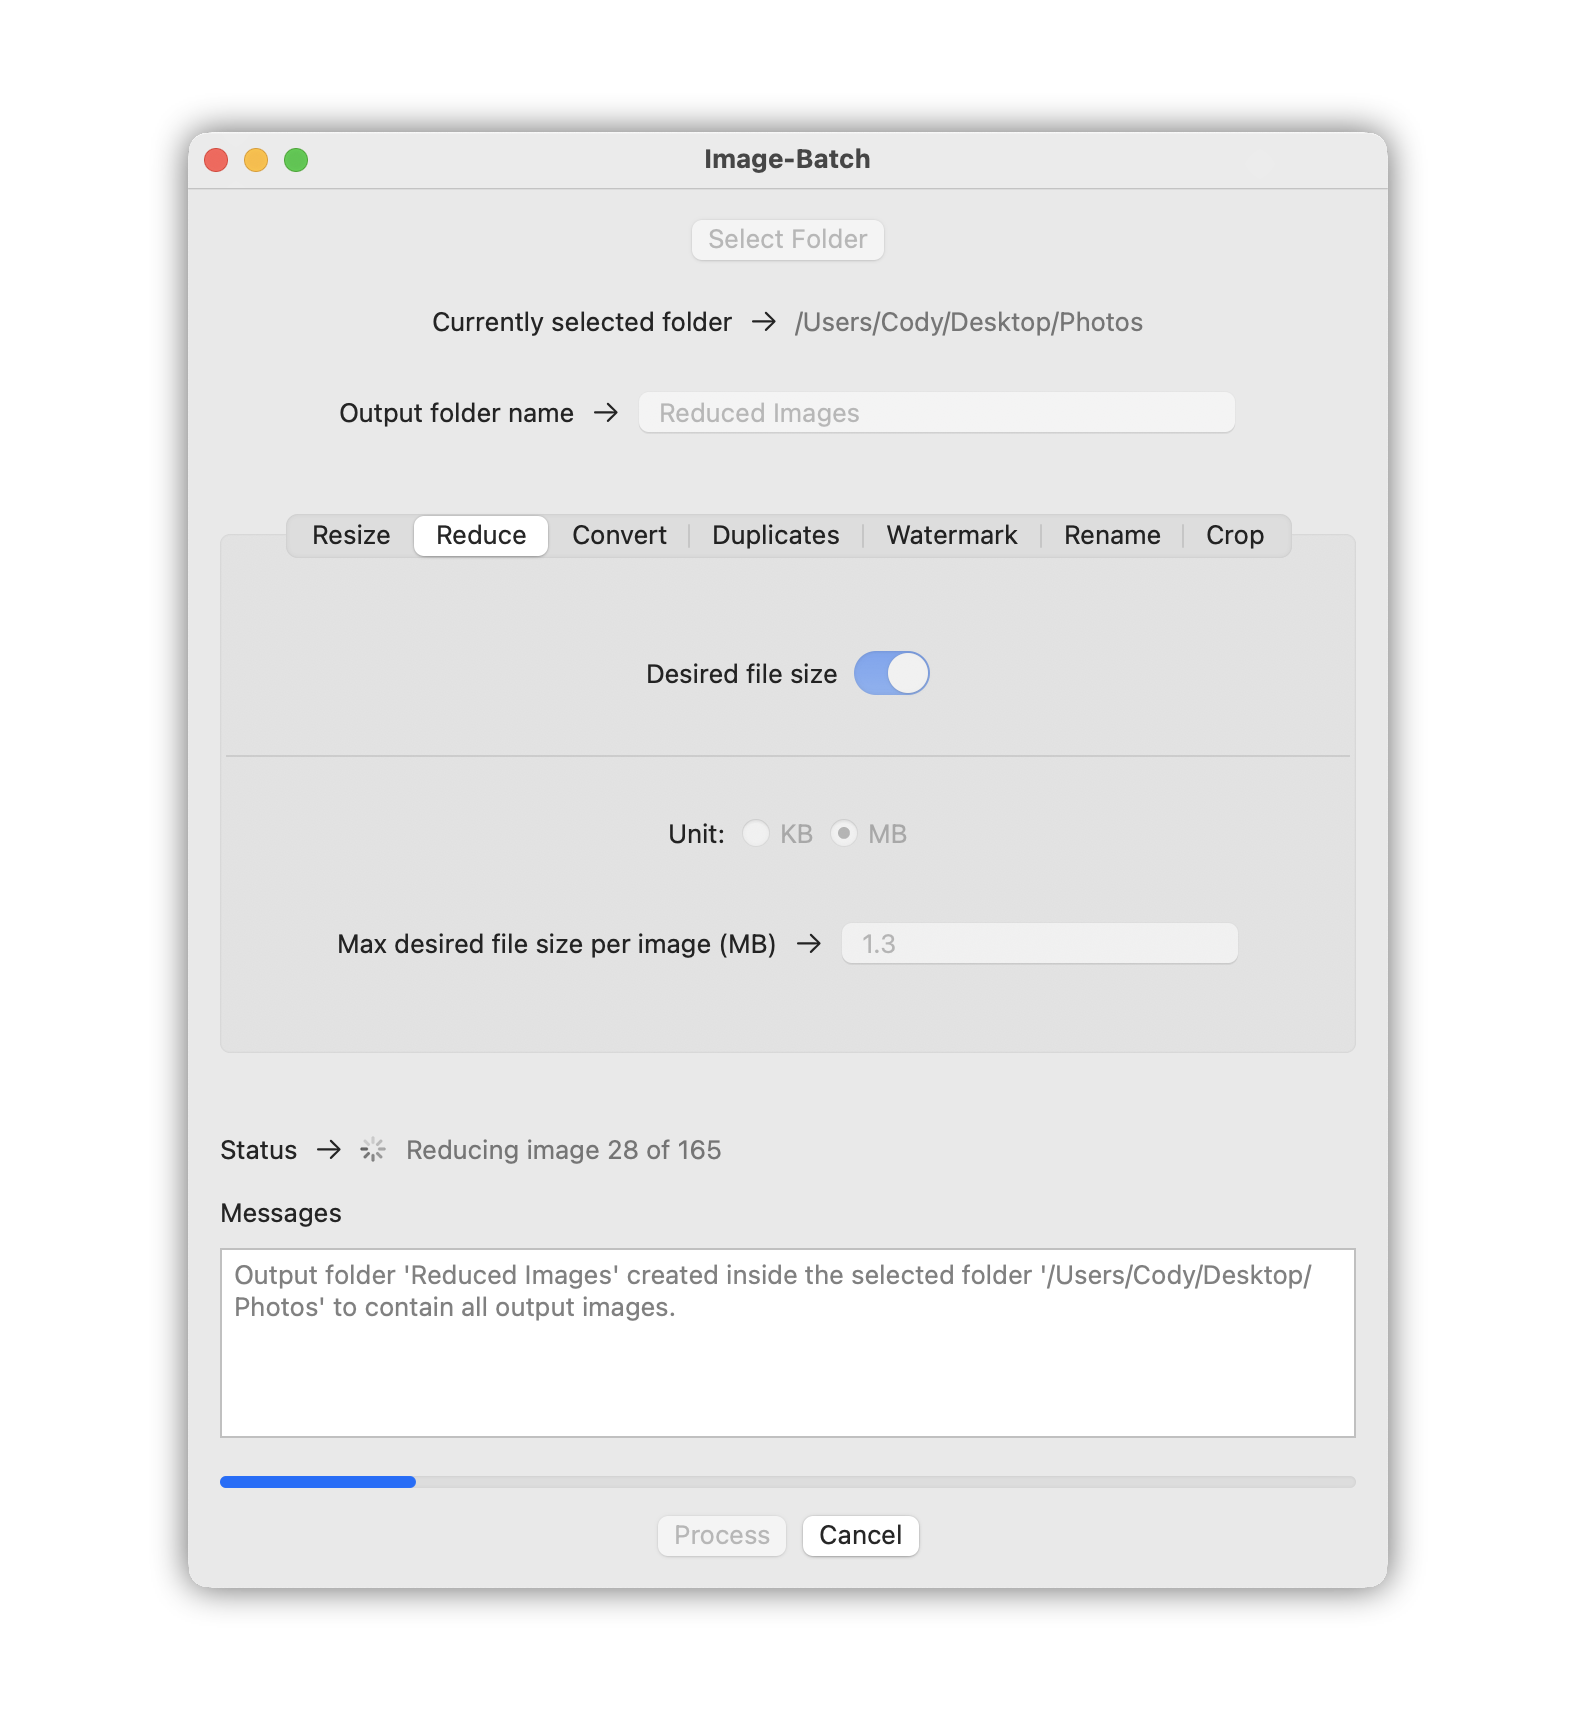 Image-Batch
Select Folder
Currently selected folder → /Users/Cody/Desktop/Photos
Output folder name → Reduced Images
Resize Reduce Convert Duplicates Watermark Rename Crop
Desired file size
Unit: KB MB
Max desired file size per image (MB) → 1.3
Status → Reducing image 28 of 165
Messages
Output folder 'Reduced Images' created inside the selected folder '/Users/Cody/Desktop/
Photos' to contain all output images.
Process Cancel